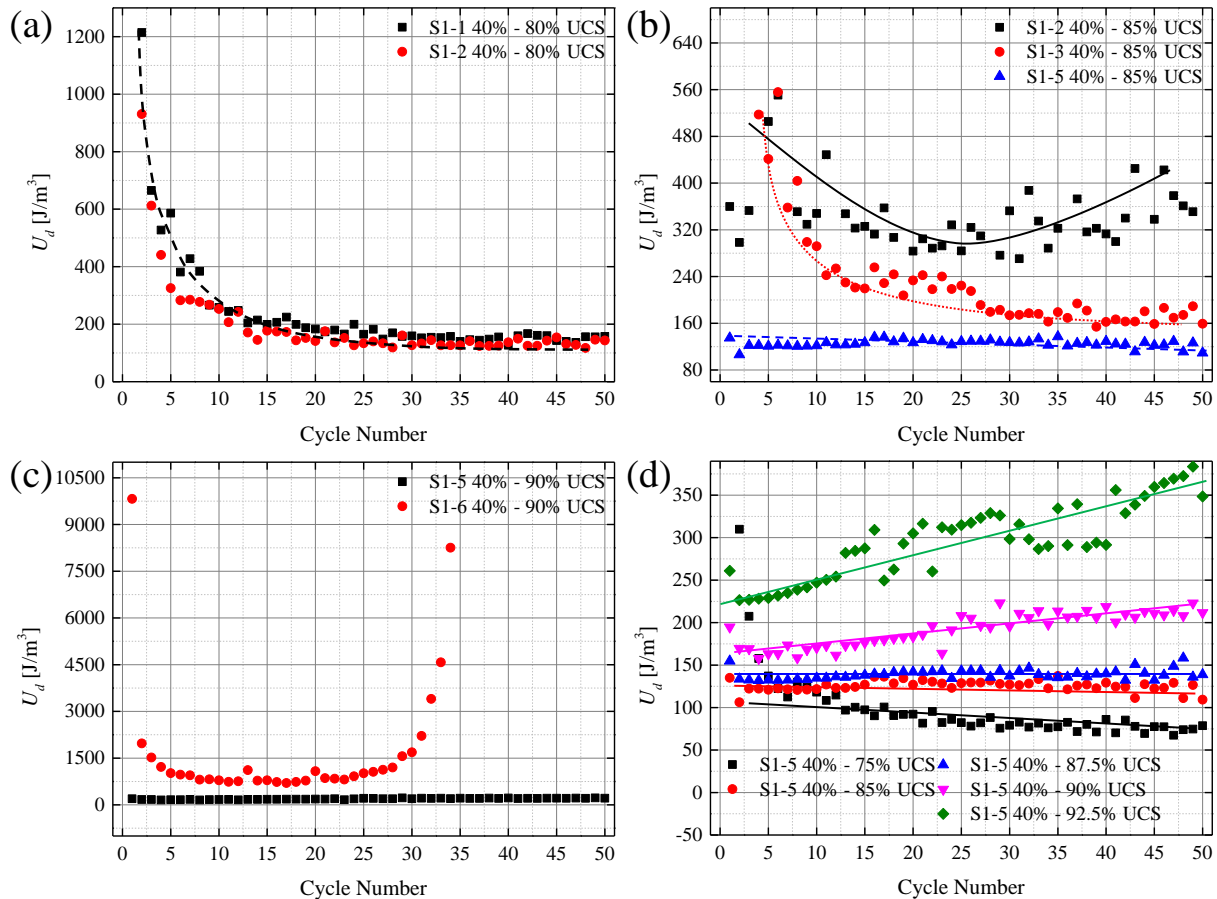 (a)
S1-1 40% - 80% UCS
S1-2 40% - 80% UCS
U_d [J/m³]
1200
1000
800
600
400
200
0
0 5 10 15 20 25 30 35 40 45 50
Cycle Number
(b)
S1-2 40% - 85% UCS
S1-3 40% - 85% UCS
S1-5 40% - 85% UCS
U_d [J/m³]
640
560
480
400
320
240
160
80
0 5 10 15 20 25 30 35 40 45 50
Cycle Number
(c)
S1-5 40% - 90% UCS
S1-6 40% - 90% UCS
U_d [J/m³]
10500
9000
7500
6000
4500
3000
1500
0
0 5 10 15 20 25 30 35 40 45 50
Cycle Number
(d)
U_d [J/m³]
350
300
250
200
150
100
50
0
-50
S1-5 40% - 75% UCS
S1-5 40% - 85% UCS
S1-5 40% - 87.5% UCS
S1-5 40% - 90% UCS
S1-5 40% - 92.5% UCS
0 5 10 15 20 25 30 35 40 45 50
Cycle Number